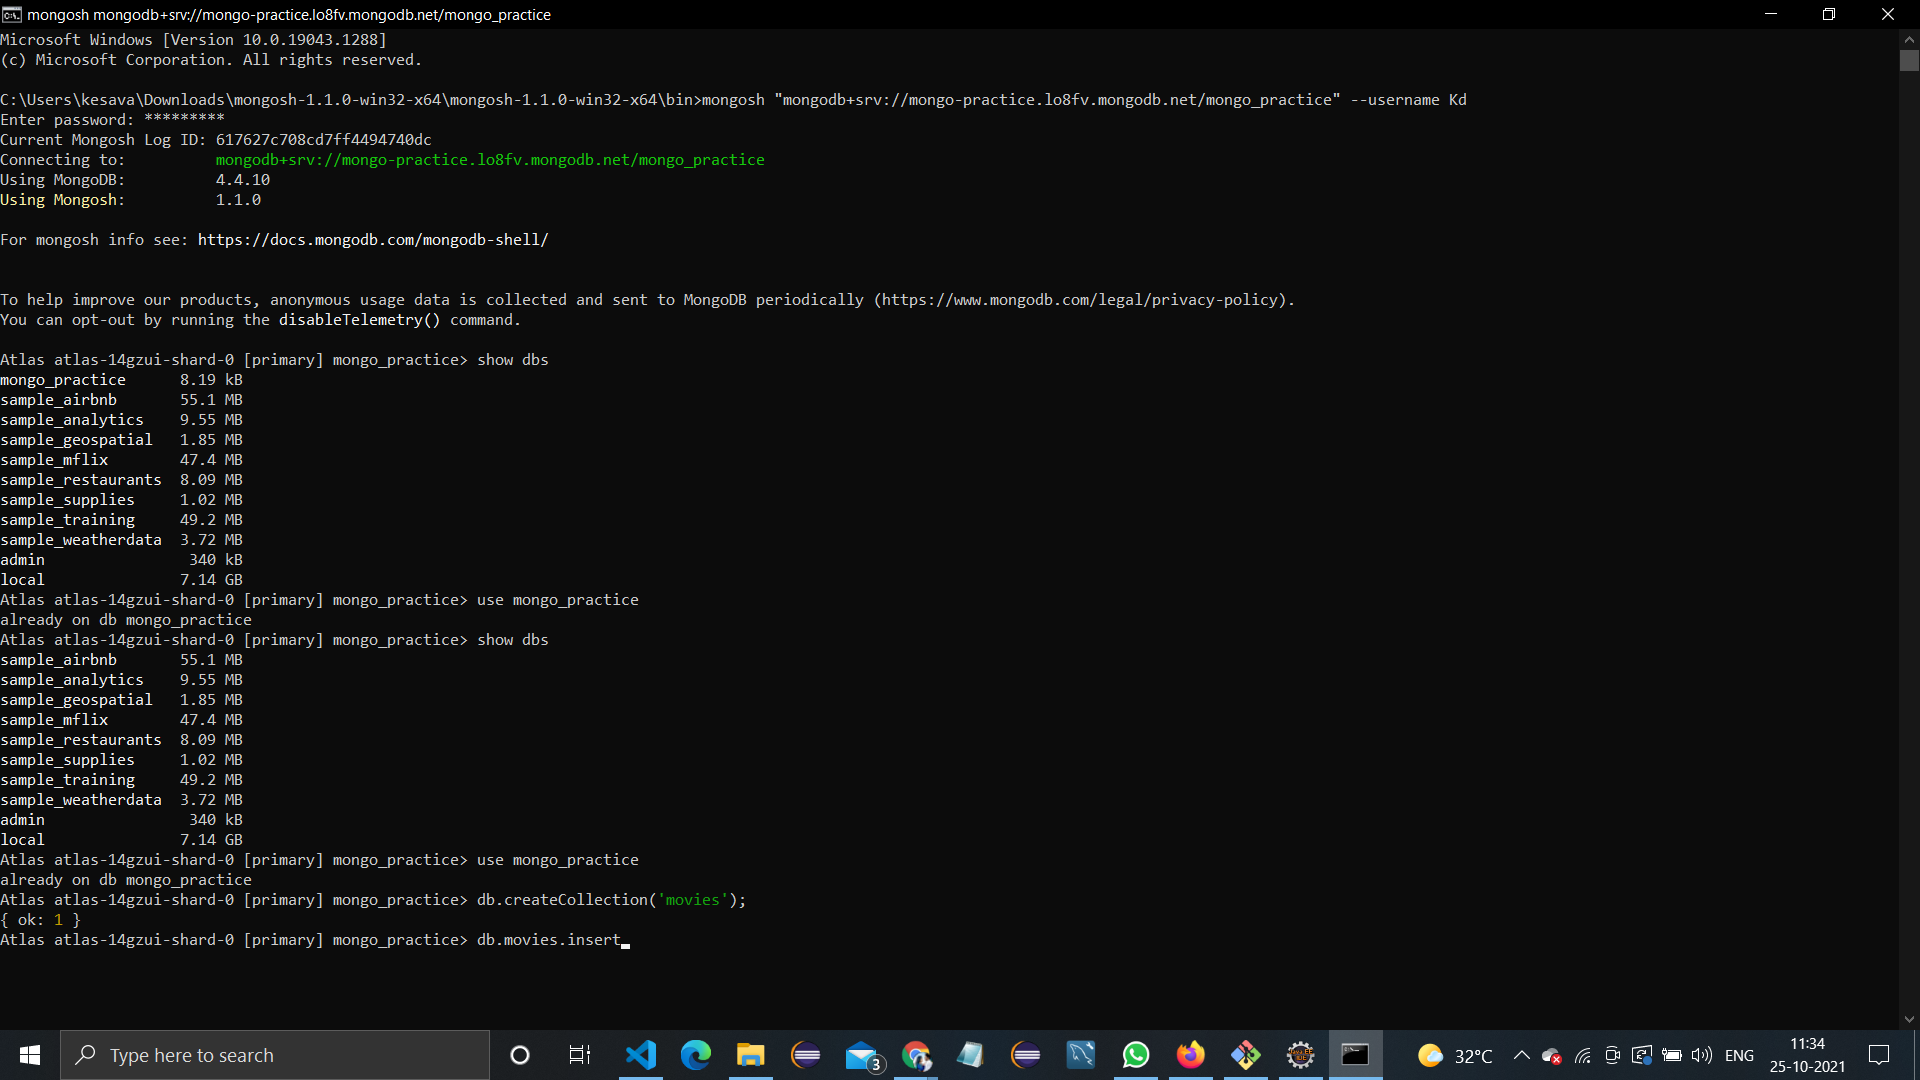 mongosh mongodb+srv://mongo-practice.lo8fv.mongodb.net/mongo_practice
Microsoft Windows [Version 10.0.19043.1288]
(c) Microsoft Corporation. All rights reserved.
C:\Users\kesava\Downloads\mongosh-1.1.0-win32-x64\mongosh-1.1.0-win32-x64\bin>mongosh "mongodb+srv://mongo-practice.lo8fv.mongodb.net/mongo_practice" --username Kd
Enter password: *********
Current Mongosh Log ID: 617627c708cd7ff4494740dc
Connecting to: mongodb+srv://mongo-practice.lo8fv.mongodb.net/mongo_practice
Using MongoDB: 4.4.10
Using Mongosh: 1.1.0
For mongosh info see: https://docs.mongodb.com/mongodb-shell/
To help improve our products, anonymous usage data is collected and sent to MongoDB periodically (https://www.mongodb.com/legal/privacy-policy).
You can opt-out by running the disableTelemetry() command.
Atlas atlas-14gzui-shard-0 [primary] mongo_practice> show dbs
mongo_practice 8.19 kB
sample_airbnb 55.1 MB
sample_analytics 9.55 MB
sample_geospatial 1.85 MB
sample_mflix 47.4 MB
sample_restaurants 8.09 MB
sample_supplies 1.02 MB
sample_training 49.2 MB
sample_weatherdata 3.72 MB
admin 340 kB
local 7.14 GB
Atlas atlas-14gzui-shard-0 [primary] mongo_practice> use mongo_practice
already on db mongo_practice
Atlas atlas-14gzui-shard-0 [primary] mongo_practice> show dbs
sample_airbnb 55.1 MB
sample_analytics 9.55 MB
sample_geospatial 1.85 MB
sample_mflix 47.4 MB
sample_restaurants 8.09 MB
sample_supplies 1.02 MB
sample_training 49.2 MB
sample_weatherdata 3.72 MB
admin 340 kB
local 7.14 GB
Atlas atlas-14gzui-shard-0 [primary] mongo_practice> use mongo_practice
already on db mongo_practice
Atlas atlas-14gzui-shard-0 [primary] mongo_practice> db.createCollection('movies');
{ ok: 1 }
Atlas atlas-14gzui-shard-0 [primary] mongo_practice> db.movies.insert
Type here to search
3
32°C
ENG
11:34
25-10-2021